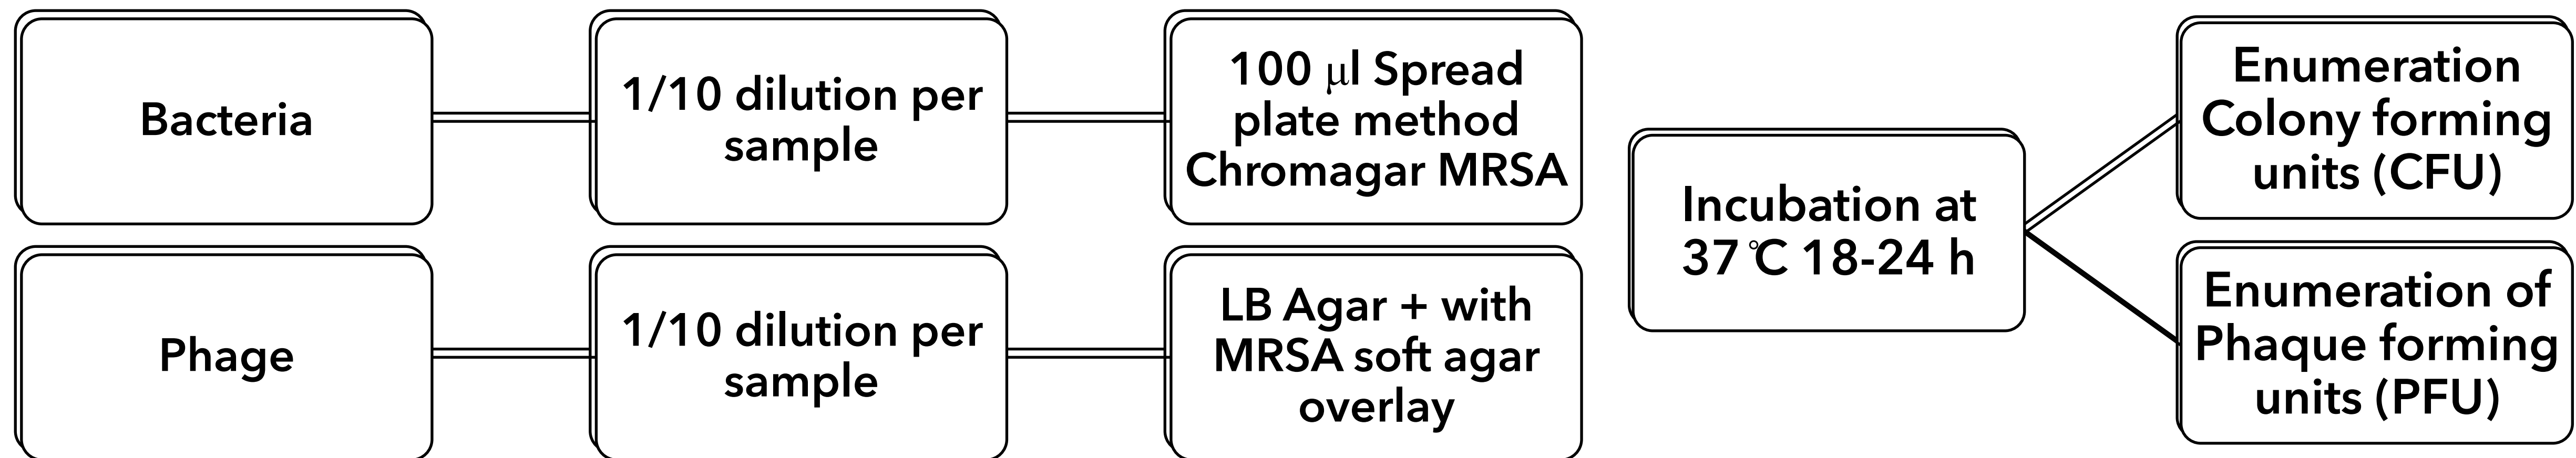 Bacteria
1/10 dilution per
sample
100 μl Spread
plate method
Chromagar MRSA
Phage
1/10 dilution per
sample
LB Agar + with
MRSA soft agar
overlay
Incubation at
37 °C 18-24 h
Enumeration
Colony forming
units (CFU)
Enumeration of
Phaque forming
units (PFU)